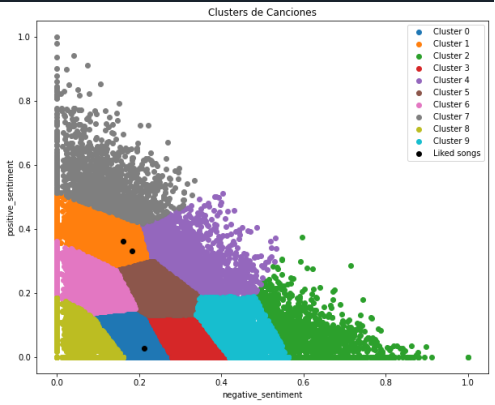 Clusters de Canciones
Cluster 0
Cluster 1
Cluster 2
Cluster 3
Cluster 4
Cluster 5
Cluster 6
Cluster 7
Cluster 8
Cluster 9
Liked songs
positive_sentiment
1.0
0.8
0.6
0.4
0.2
0.0
0.0 0.2 0.4 0.6 0.8 1.0
negative_sentiment